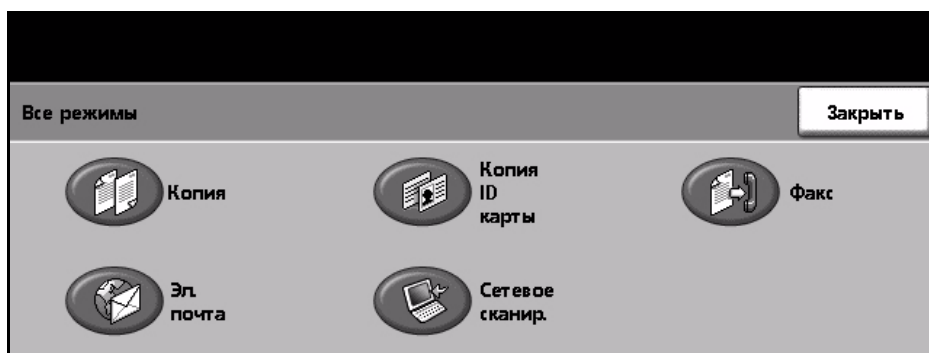 Все режимы
Закрыть
Копия
Копия
ID
карты
Факс
Эл.
почта
Сетевое
сканир.